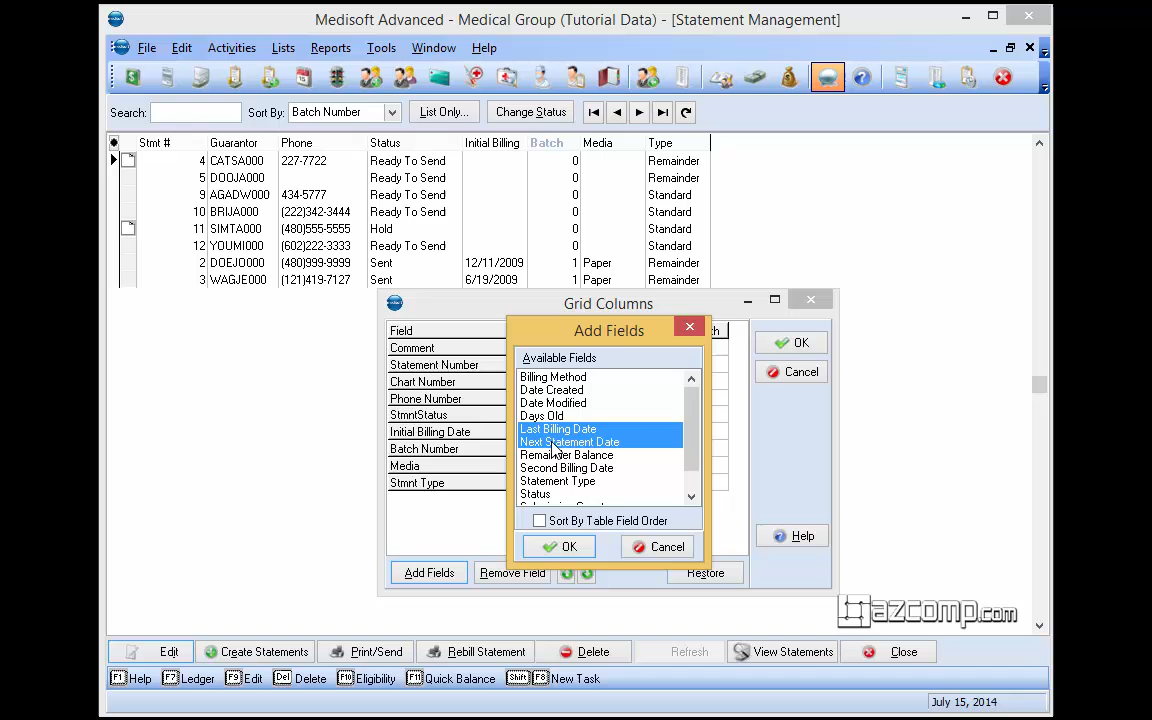 Medisoft Advanced - Medical Group (Tutorial Data) - [Statement Management]
File Edit Activities Lists Reports Tools Window Help
Search: Sort By: Batch Number List Only... Change Status
Stmt # Guarantor Phone Status Initial Billing Batch Media Type
4 CATSA000 227-7722 Ready To Send 0 Remainder
5 DOOJA000 Ready To Send 0 Remainder
9 AGADW000 434-5777 Ready To Send 0 Standard
10 BRIJA000 (222)342-3444 Ready To Send 0 Standard
11 SIMTA000 (480)555-5555 Hold 0 Standard
12 YOUMI000 (602)222-3333 Ready To Send 0 Standard
2 DOEJO000 (480)999-9999 Sent 12/11/2009 1 Paper Remainder
3 WAGJE000 (121)419-7127 Sent 6/19/2009 1 Paper Remainder
Grid Columns
Field
Comment
Statement Number
Chart Number
Phone Number
StmntStatus
Initial Billing Date
Batch Number
Media
Stmnt Type
Add Fields
Available Fields
Billing Method
Date Created
Date Modified
Days Old
Last Billing Date
Next Statement Date
Remainder Balance
Second Billing Date
Statement Type
Status
Sort By Table Field Order
OK Cancel
OK
Cancel
Help
Add Fields Remove Field Restore
azcomp.com
Edit Create Statements Print/Send Rebill Statement Delete Refresh View Statements Close
F1 Help F7 Ledger F9 Edit Del Delete F10 Eligibility F11 Quick Balance Shift F8 New Task
July 15, 2014